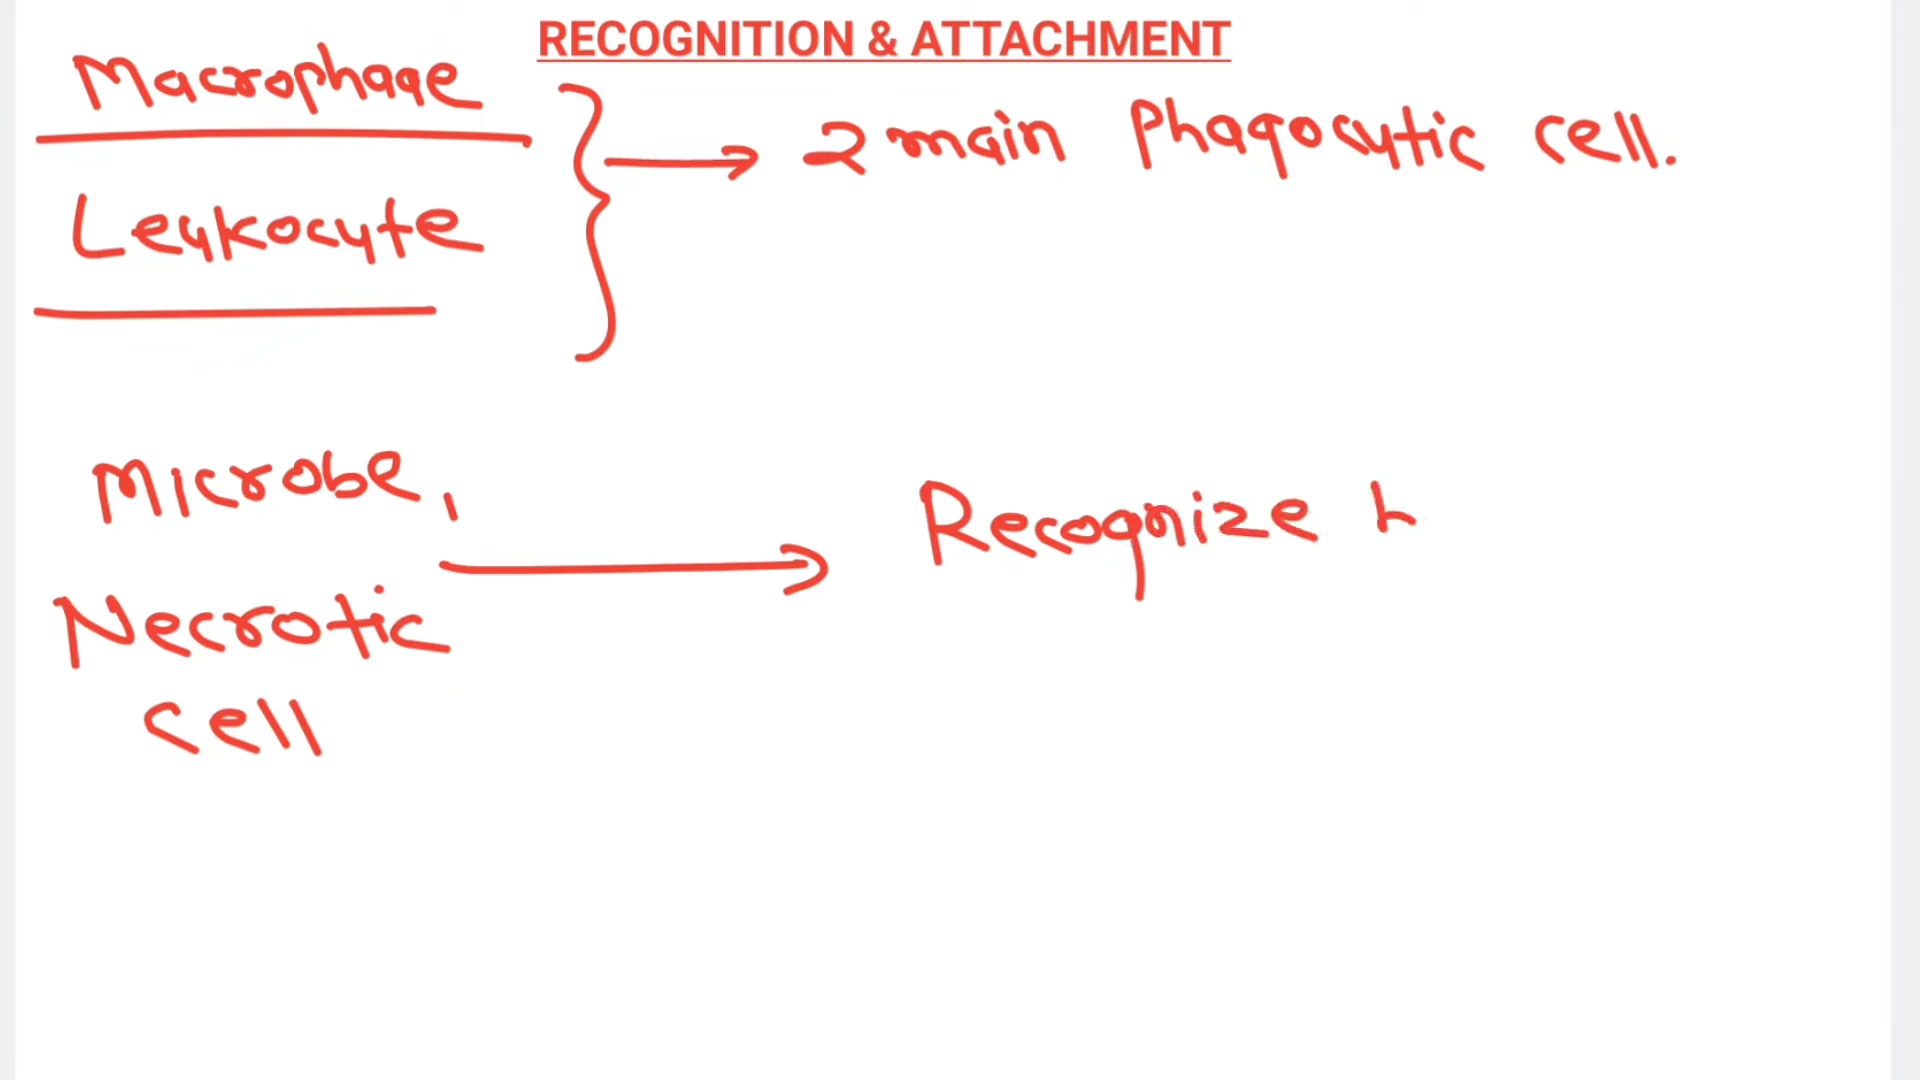 RECOGNITION & ATTACHMENT
Macrophage
Leukocyte
→ 2 main Phagocytic cell.
Microbe,
Necrotic
cell
→ Recognize